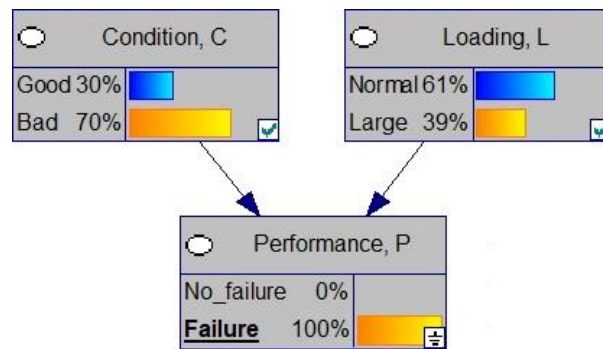 Condition, C
Good 30%
Bad 70%
Loading, L
Normal 61%
Large 39%
Performance, P
No_failure 0%
Failure 100%